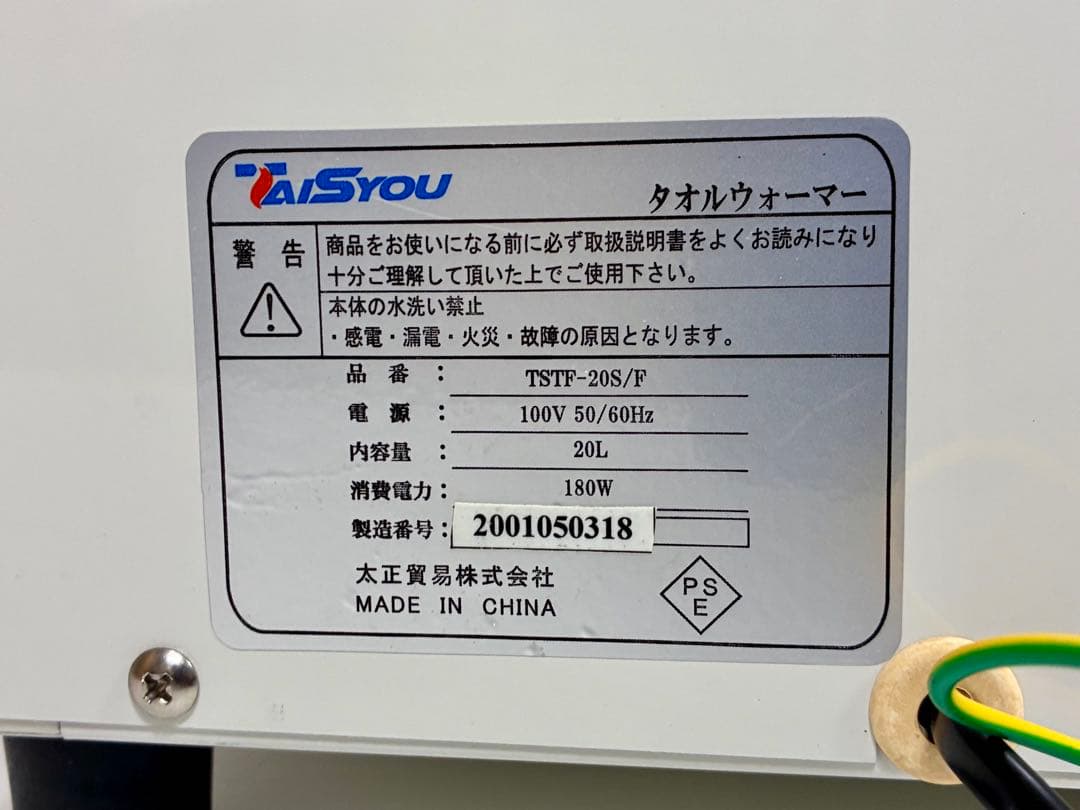 TAISYOU
タオルウォーマー
警告
商品をお使いになる前に必ず取扱説明書をよくお読みになり
十分ご理解して頂いた上でご使用下さい。
本体の水洗い禁止
・感電・漏電・火災・故障の原因となります。
品番： TSTF-20S/F
電源： 100V 50/60Hz
内容量： 20L
消費電力： 180W
製造番号： 2001050318
太正貿易株式会社
MADE IN CHINA
PS
E